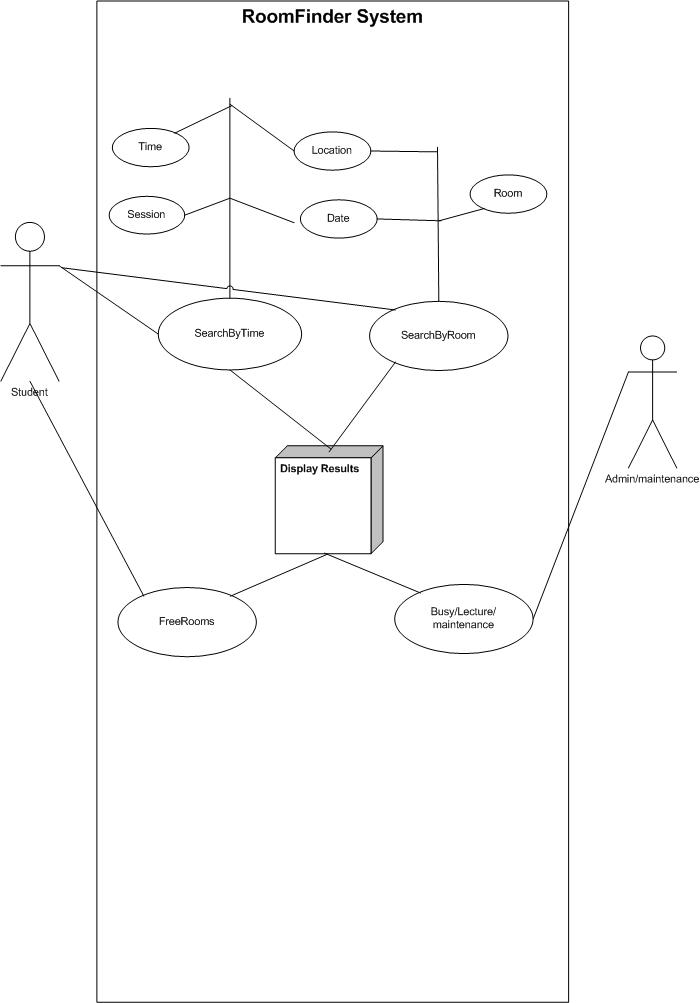 RoomFinder System
Time
Location
Room
Session
Date
SearchByTime
SearchByRoom
Student
Display Results
Admin/maintenance
FreeRooms
Busy/Lecture/
maintenance